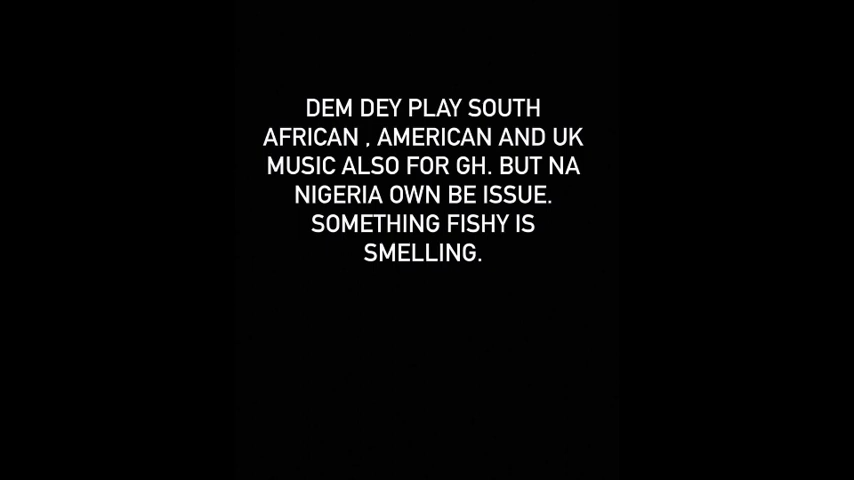 DEM DEY PLAY SOUTH
AFRICAN , AMERICAN AND UK
MUSIC ALSO FOR GH. BUT NA
NIGERIA OWN BE ISSUE.
SOMETHING FISHY IS
SMELLING.